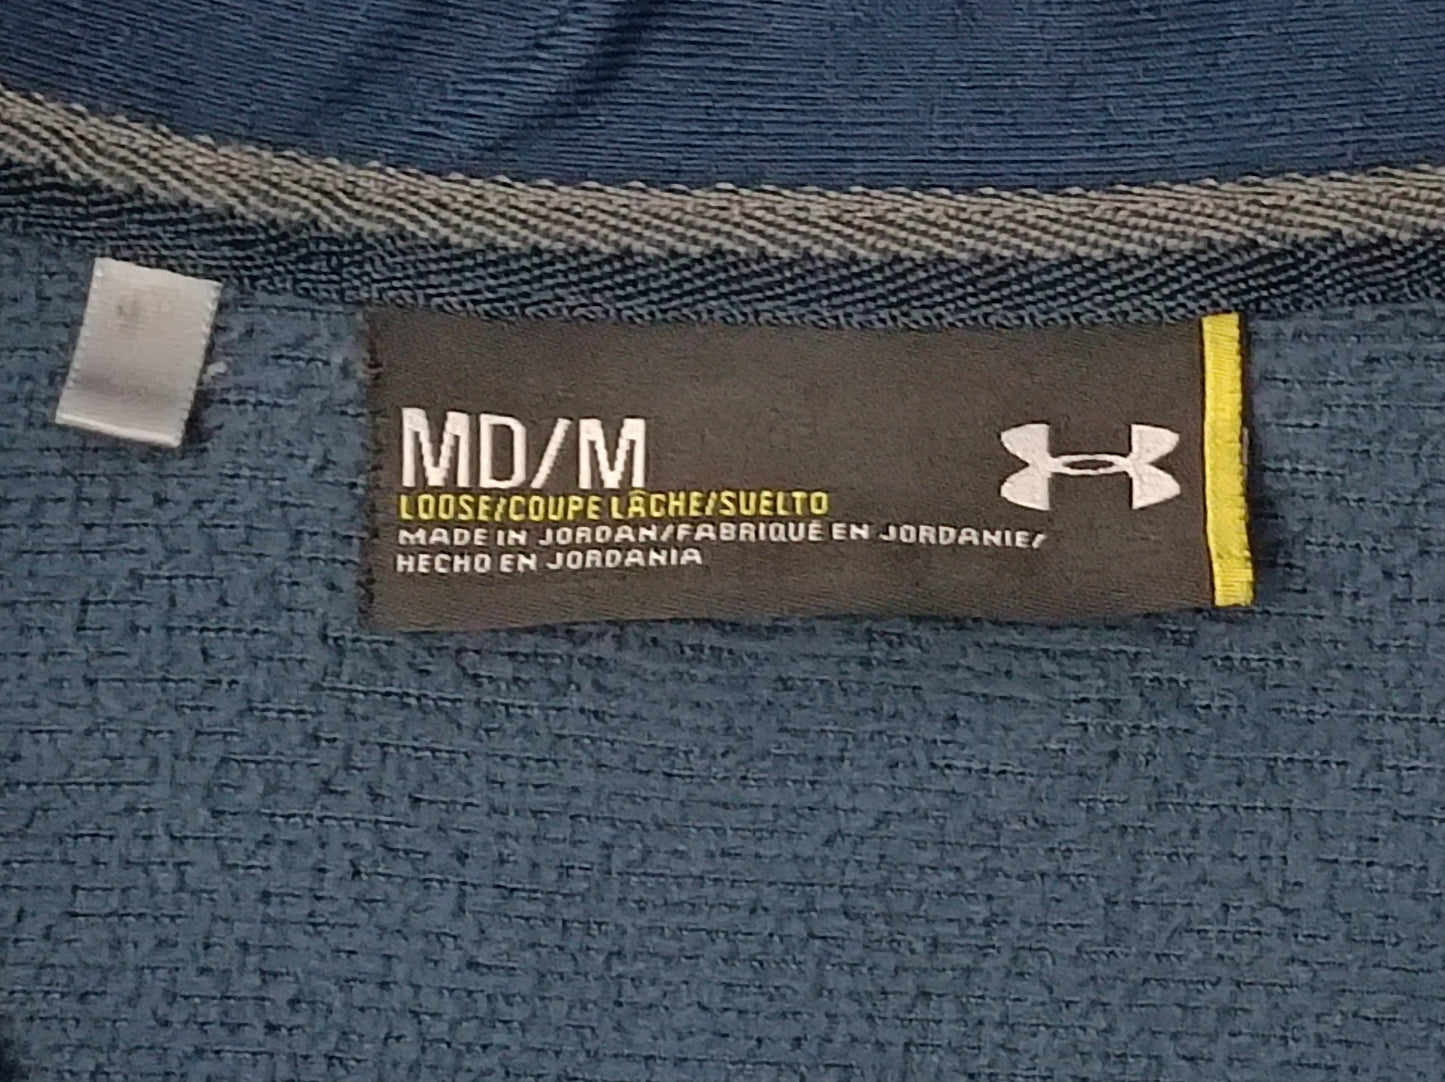 MD/M
LOOSE/COUPE LÂCHE/SUELTO
MADE IN JORDAN/FABRIQUÉ EN JORDANIE/
HECHO EN JORDANIA